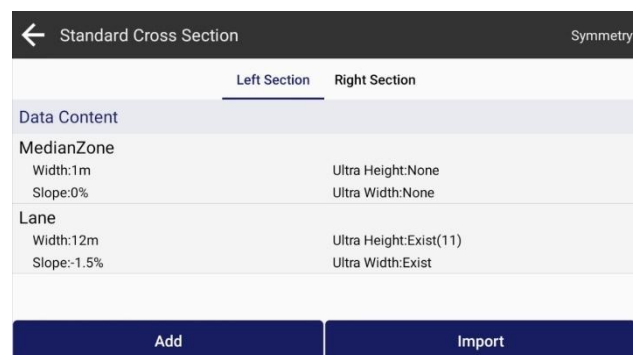 Standard Cross Section Symmetry
Left Section Right Section
Data Content
MedianZone
Width:1m Ultra Height:None
Slope:0% Ultra Width:None
Lane
Width:12m Ultra Height:Exist(11)
Slope:-1.5% Ultra Width:Exist
Add Import